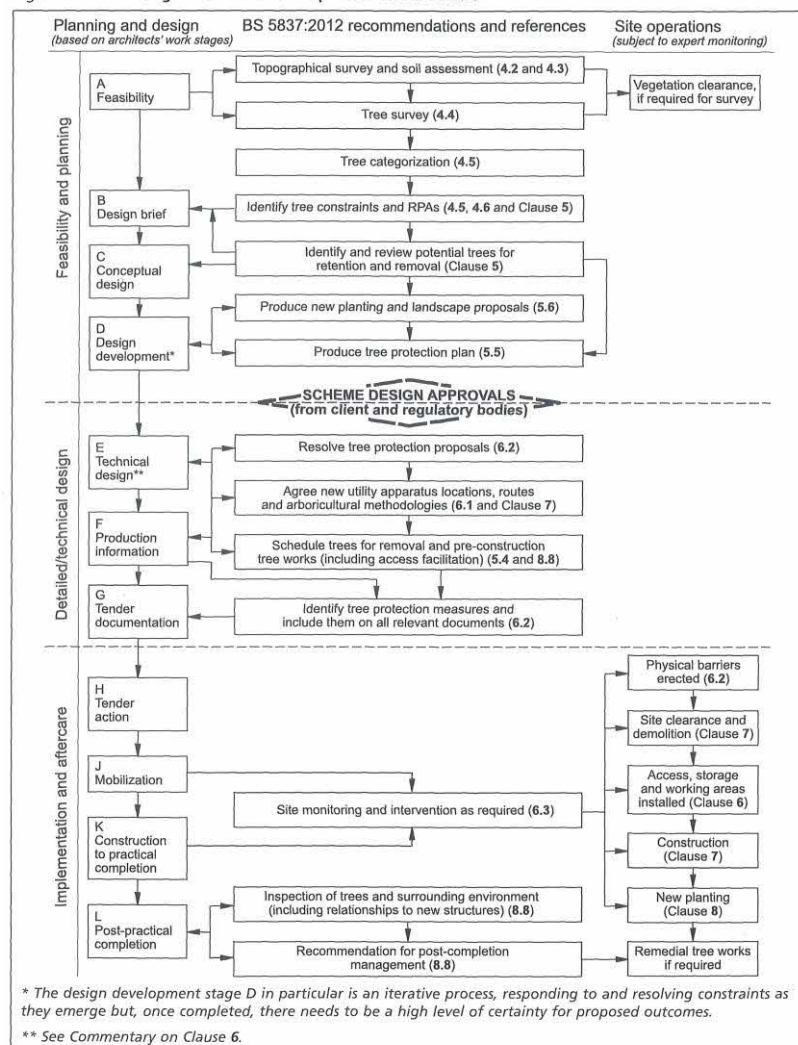 Planning and design
(based on architects' work stages)
BS 5837:2012 recommendations and references
Site operations
(subject to expert monitoring)
Feasibility and planning
A
Feasibility
Topographical survey and soil assessment (4.2 and 4.3)
Vegetation clearance,
if required for survey
Tree survey (4.4)
Tree categorization (4.5)
B
Design brief
Identify tree constraints and RPAs (4.5, 4.6 and Clause 5)
C
Conceptual
design
Identify and review potential trees for
retention and removal (Clause 5)
D
Design
development*
Produce new planting and landscape proposals (5.6)
Produce tree protection plan (5.5)
SCHEME DESIGN APPROVALS
(from client and regulatory bodies)
Detailed/technical design
E
Technical
design**
Resolve tree protection proposals (6.2)
Agree new utility apparatus locations, routes
and arboricultural methodologies (6.1 and Clause 7)
F
Production
information
Schedule trees for removal and pre-construction
tree works (including access facilitation) (5.4 and 8.8)
G
Tender
documentation
Identify tree protection measures and
include them on all relevant documents (6.2)
Implementation and aftercare
H
Tender
action
Physical barriers
erected (6.2)
Site clearance and
demolition (Clause 7)
J
Mobilization
Access, storage
and working areas
installed (Clause 6)
Site monitoring and intervention as required (6.3)
K
Construction
to practical
completion
Construction
(Clause 7)
New planting
(Clause 8)
L
Post-practical
completion
Inspection of trees and surrounding environment
(including relationships to new structures) (8.8)
Recommendation for post-completion
management (8.8)
Remedial tree works
if required
* The design development stage D in particular is an iterative process, responding to and resolving constraints as
they emerge but, once completed, there needs to be a high level of certainty for proposed outcomes.
** See Commentary on Clause 6.